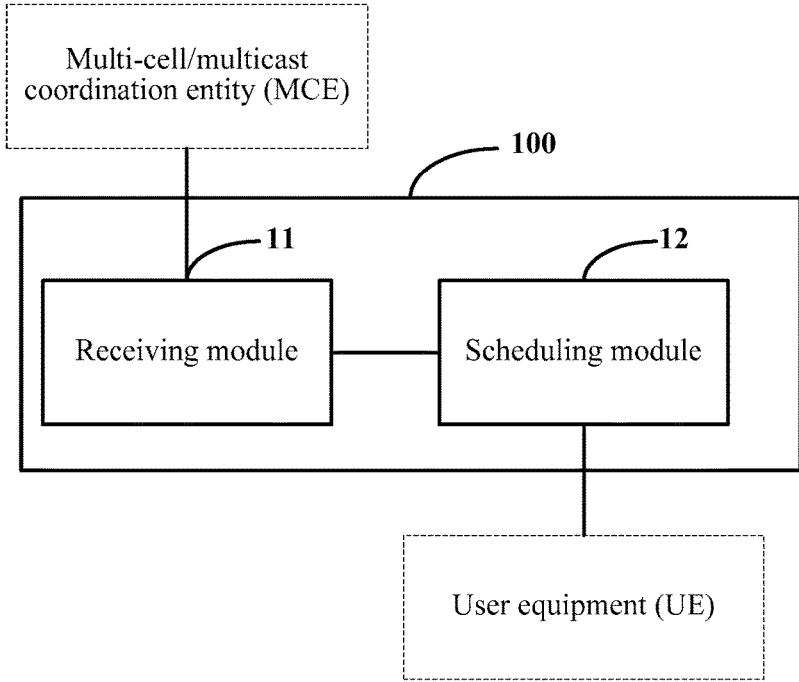 Multi-cell/multicast
coordination entity (MCE)
100
11
12
Receiving module
Scheduling module
User equipment (UE)